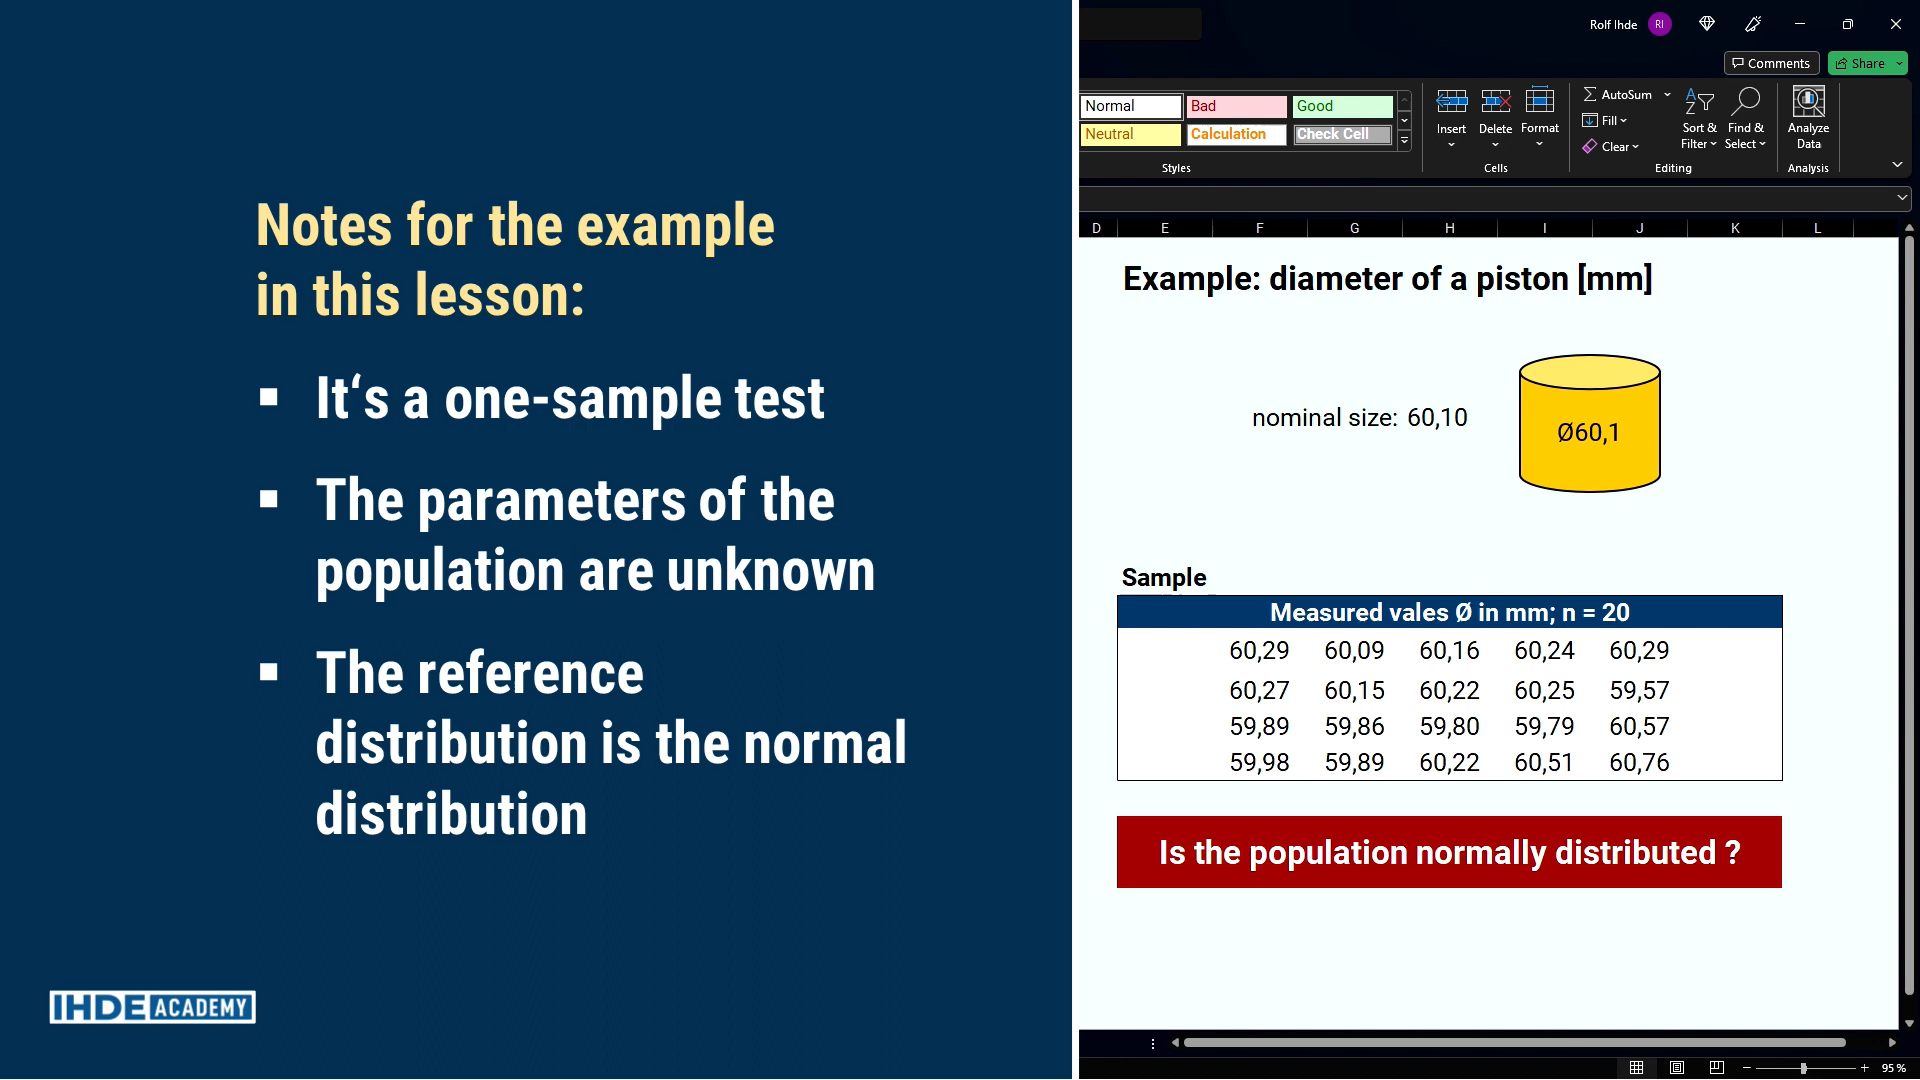 Notes for the example
in this lesson:
▪ It‘s a one-sample test
▪ The parameters of the
population are unknown
▪ The reference
distribution is the normal
distribution
IHDE ACADEMY
Rolf Ihde RI
Comments Share
Normal Bad Good
Neutral Calculation Check Cell
Styles
Insert Delete Format
Cells
AutoSum
Fill
Clear
Sort & Filter
Find & Select
Editing
Analyze Data
Analysis
D E F G H I J K L
Example: diameter of a piston [mm]
nominal size: 60,10
Ø60,1
Sample
Measured vales Ø in mm; n = 20
60,29 60,09 60,16 60,24 60,29
60,27 60,15 60,22 60,25 59,57
59,89 59,86 59,80 59,79 60,57
59,98 59,89 60,22 60,51 60,76
Is the population normally distributed ?
95 %